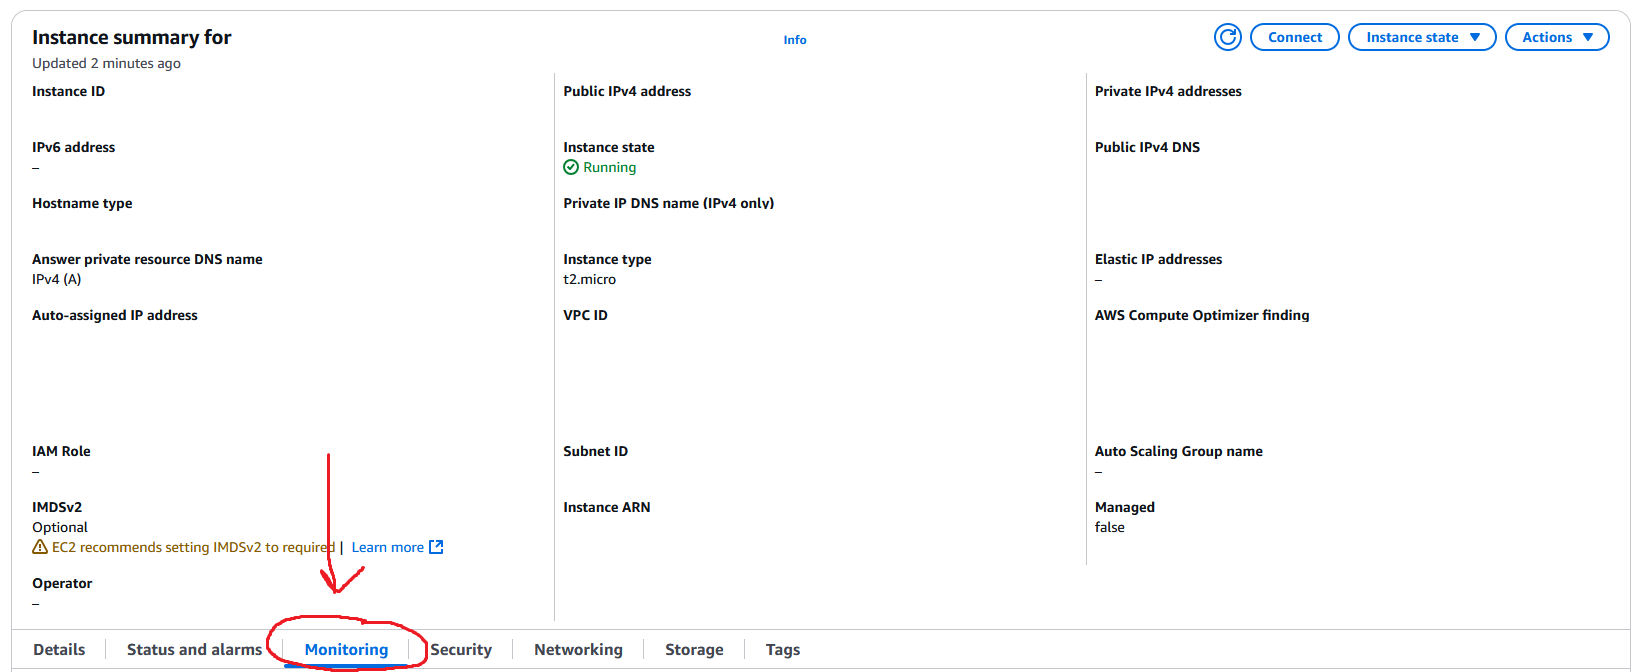 Instance summary for
Info
Connect
Instance state
Actions
Updated 2 minutes ago
Instance ID
Public IPv4 address
Private IPv4 addresses
IPv6 address
–
Instance state
Running
Public IPv4 DNS
Hostname type
Private IP DNS name (IPv4 only)
Answer private resource DNS name
IPv4 (A)
Instance type
t2.micro
Elastic IP addresses
–
Auto-assigned IP address
VPC ID
AWS Compute Optimizer finding
IAM Role
–
Subnet ID
Auto Scaling Group name
–
IMDSv2
Optional
EC2 recommends setting IMDSv2 to required | Learn more
Instance ARN
Managed
false
Operator
–
Details
Status and alarms
Monitoring
Security
Networking
Storage
Tags